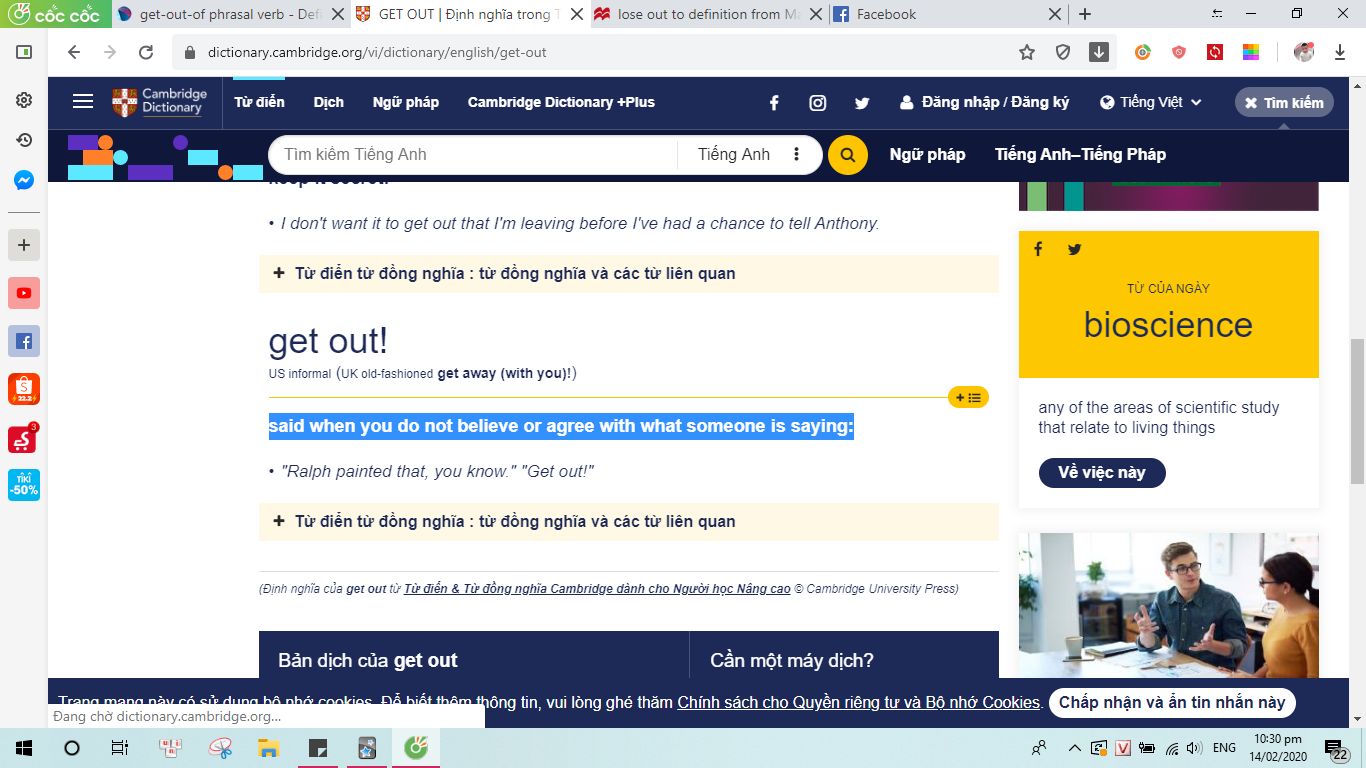 cốc cốc
get-out-of phrasal verb - Defi
GET OUT | Định nghĩa trong T
lose out to definition from Ma
Facebook
dictionary.cambridge.org/vi/dictionary/english/get-out
Cambridge Dictionary
Từ điển
Dịch
Ngữ pháp
Cambridge Dictionary +Plus
Đăng nhập / Đăng ký
Tiếng Việt
Tìm kiếm
Tìm kiếm Tiếng Anh
Tiếng Anh
Ngữ pháp
Tiếng Anh–Tiếng Pháp
keep it secret:
• I don't want it to get out that I'm leaving before I've had a chance to tell Anthony.
+ Từ điển từ đồng nghĩa : từ đồng nghĩa và các từ liên quan
get out!
US informal (UK old-fashioned get away (with you)!)
said when you do not believe or agree with what someone is saying:
• "Ralph painted that, you know." "Get out!"
+ Từ điển từ đồng nghĩa : từ đồng nghĩa và các từ liên quan
(Định nghĩa của get out từ Từ điển & Từ đồng nghĩa Cambridge dành cho Người học Nâng cao © Cambridge University Press)
Bản dịch của get out
Cần một máy dịch?
TỪ CỦA NGÀY
bioscience
any of the areas of scientific study
that relate to living things
Về việc này
Trang mạng này có sử dụng bộ nhớ cookies. Để biết thêm thông tin, vui lòng ghé thăm Chính sách cho Quyền riêng tư và Bộ nhớ Cookies.
Chấp nhận và ẩn tin nhắn này
Đang chờ dictionary.cambridge.org...
22.2
3
TIKI
-50%
ENG
10:30 pm
14/02/2020
22